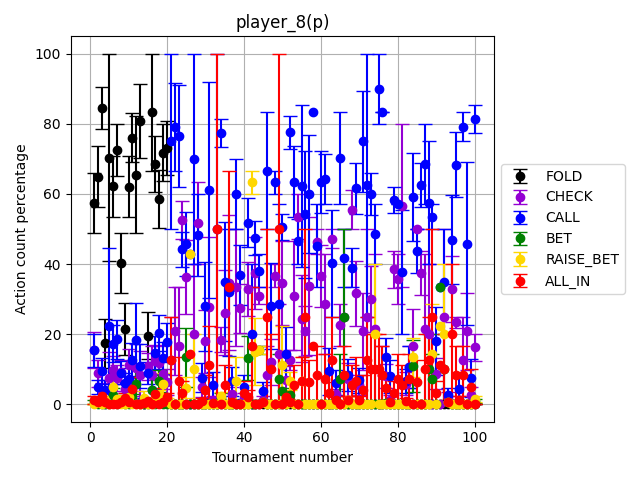 player_8(p)
Action count percentage
100
80
60
40
20
0
0 20 40 60 80 100
Tournament number
FOLD
CHECK
CALL
BET
RAISE_BET
ALL_IN